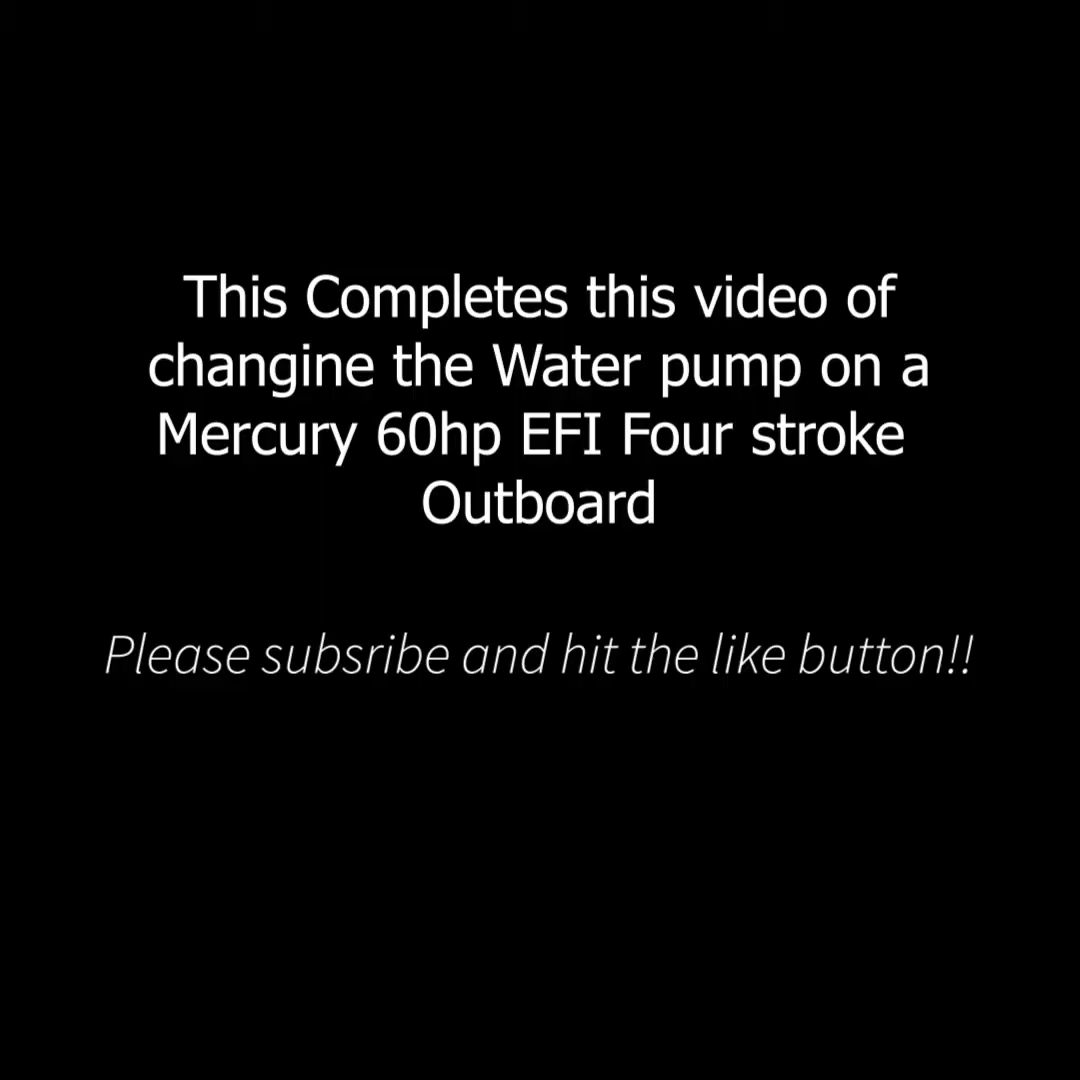 This Completes this video of
changine the Water pump on a
Mercury 60hp EFI Four stroke
Outboard
Please subsribe and hit the like button!!